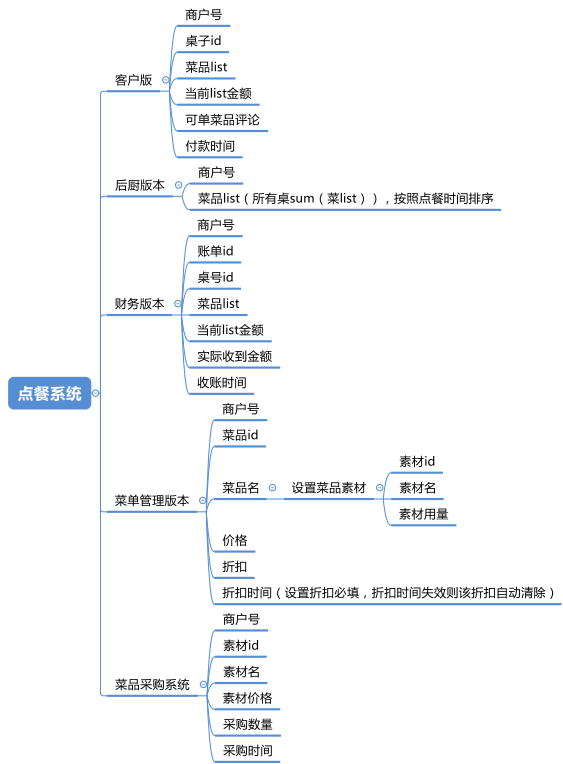 点餐系统
客户版
商户号
桌子id
菜品list
当前list金额
可单菜品评论
付款时间
后厨版本
商户号
菜品list（所有桌sum（菜list）），按照点餐时间排序
财务版本
商户号
账单id
桌号id
菜品list
当前list金额
实际收到金额
收账时间
菜单管理版本
商户号
菜品id
菜品名
设置菜品素材
素材id
素材名
素材用量
价格
折扣
折扣时间（设置折扣必填，折扣时间失效则该折扣自动清除）
菜品采购系统
商户号
素材id
素材名
素材价格
采购数量
采购时间